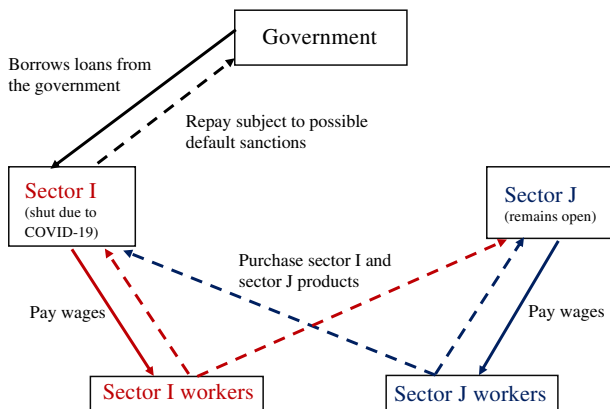 Government
Borrows loans from
the government
Repay subject to possible
default sanctions
Sector I
(shut due to
COVID-19)
Sector J
(remains open)
Purchase sector I and
sector J products
Pay wages
Pay wages
Sector I workers
Sector J workers